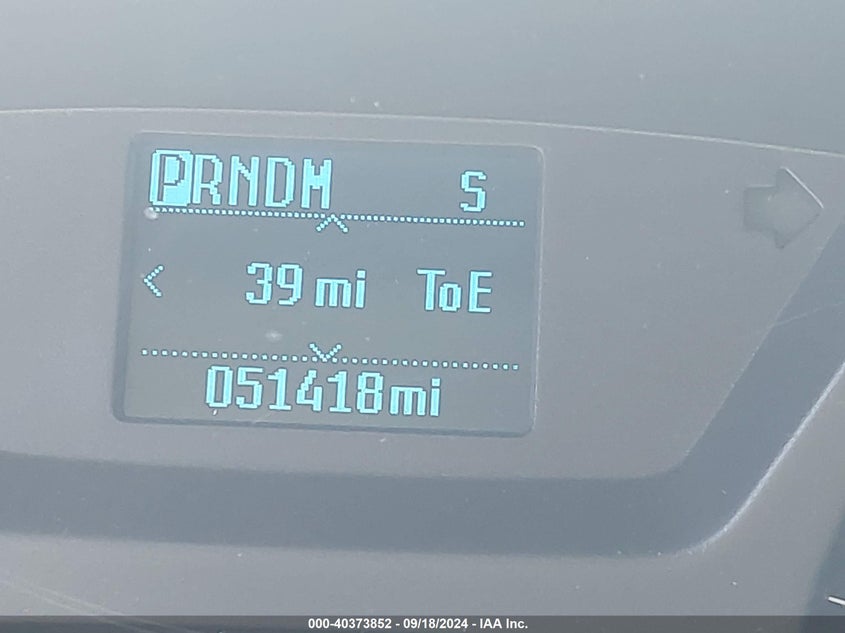 PRNDM S
< 39 mi ToE
051418mi
000-40373852 - 09/18/2024 - IAA Inc.